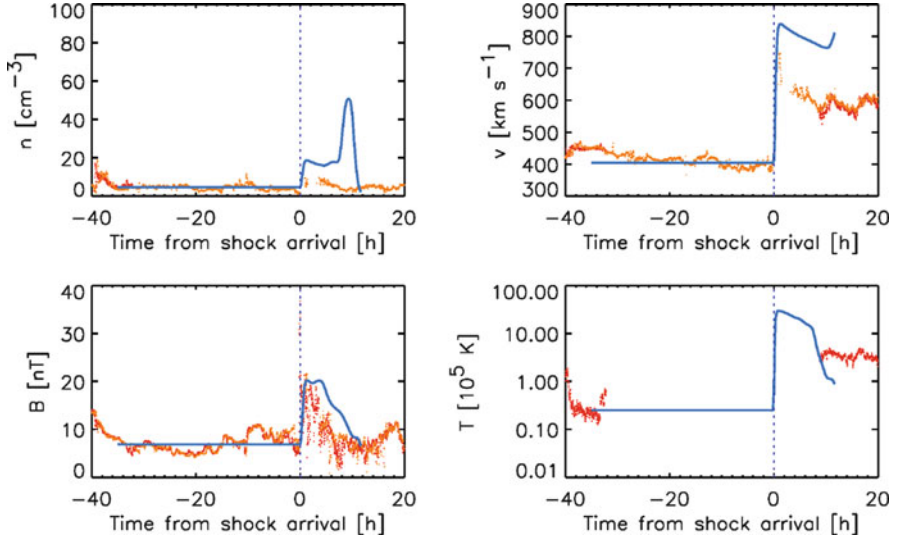 100
80
60
40
20
0
n [cm⁻³]
−40 −20 0 20
Time from shock arrival [h]
900
800
700
600
500
400
300
v [km s⁻¹]
−40 −20 0 20
Time from shock arrival [h]
40
30
20
10
0
B [nT]
−40 −20 0 20
Time from shock arrival [h]
100.00
10.00
1.00
0.10
0.01
T [10⁵ K]
−40 −20 0 20
Time from shock arrival [h]